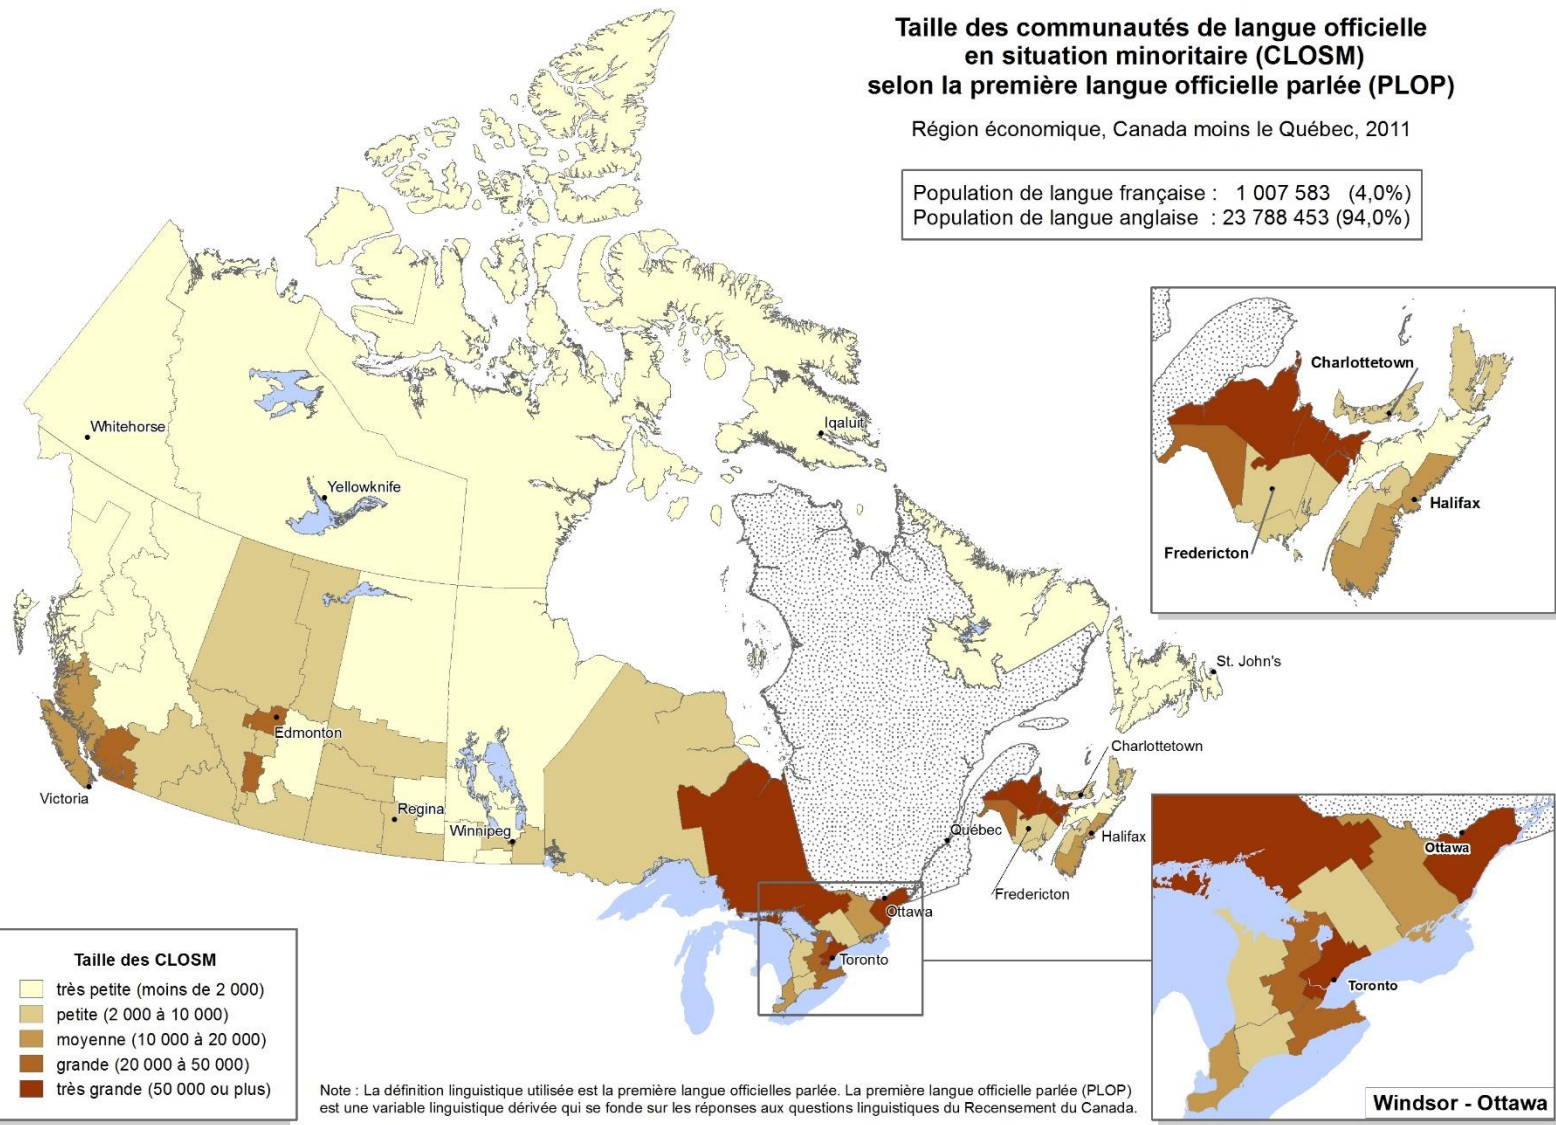 Taille des communautés de langue officielle
en situation minoritaire (CLOSM)
selon la première langue officielle parlée (PLOP)
Région économique, Canada moins le Québec, 2011
Population de langue française : 1 007 583 (4,0%)
Population de langue anglaise : 23 788 453 (94,0%)
Charlottetown
Halifax
Fredericton
Whitehorse
Iqaluit
Yellowknife
St. John's
Edmonton
Charlottetown
Victoria
Regina
Winnipeg
Québec
Halifax
Fredericton
Ottawa
Toronto
Ottawa
Toronto
Windsor - Ottawa
Taille des CLOSM
très petite (moins de 2 000)
petite (2 000 à 10 000)
moyenne (10 000 à 20 000)
grande (20 000 à 50 000)
très grande (50 000 ou plus)
Note : La définition linguistique utilisée est la première langue officielles parlée. La première langue officielle parlée (PLOP)
est une variable linguistique dérivée qui se fonde sur les réponses aux questions linguistiques du Recensement du Canada.